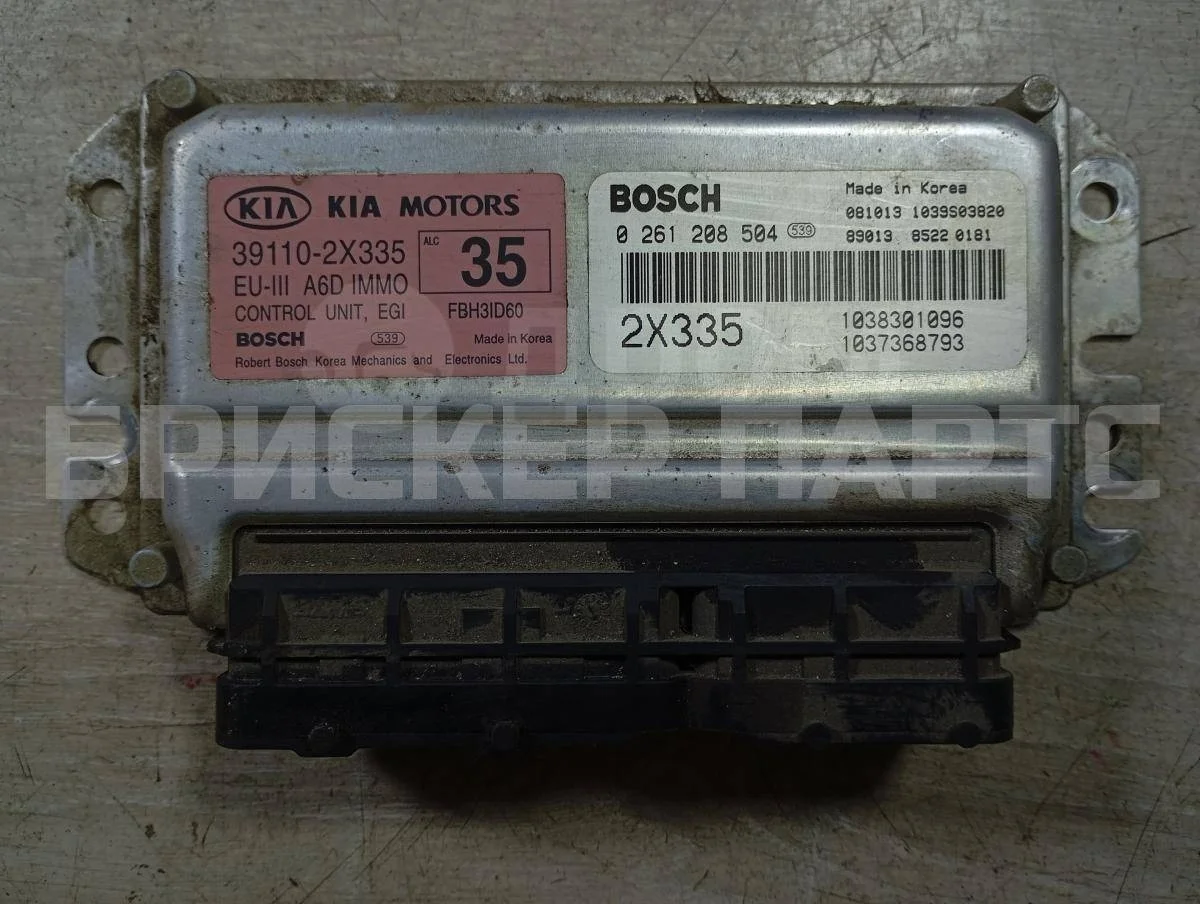 KIA KIA MOTORS
39110-2X335
ALC 35
EU-III A6D IMMO
CONTROL UNIT, EGI FBH3ID60
BOSCH 539 Made in Korea
Robert Bosch Korea Mechanics and Electronics Ltd.
BOSCH Made in Korea
081013 1039S03820
0 261 208 504 539
89013 8522 0181
2X335
1038301096
1037368793
БРИСКЕР ПАРТС